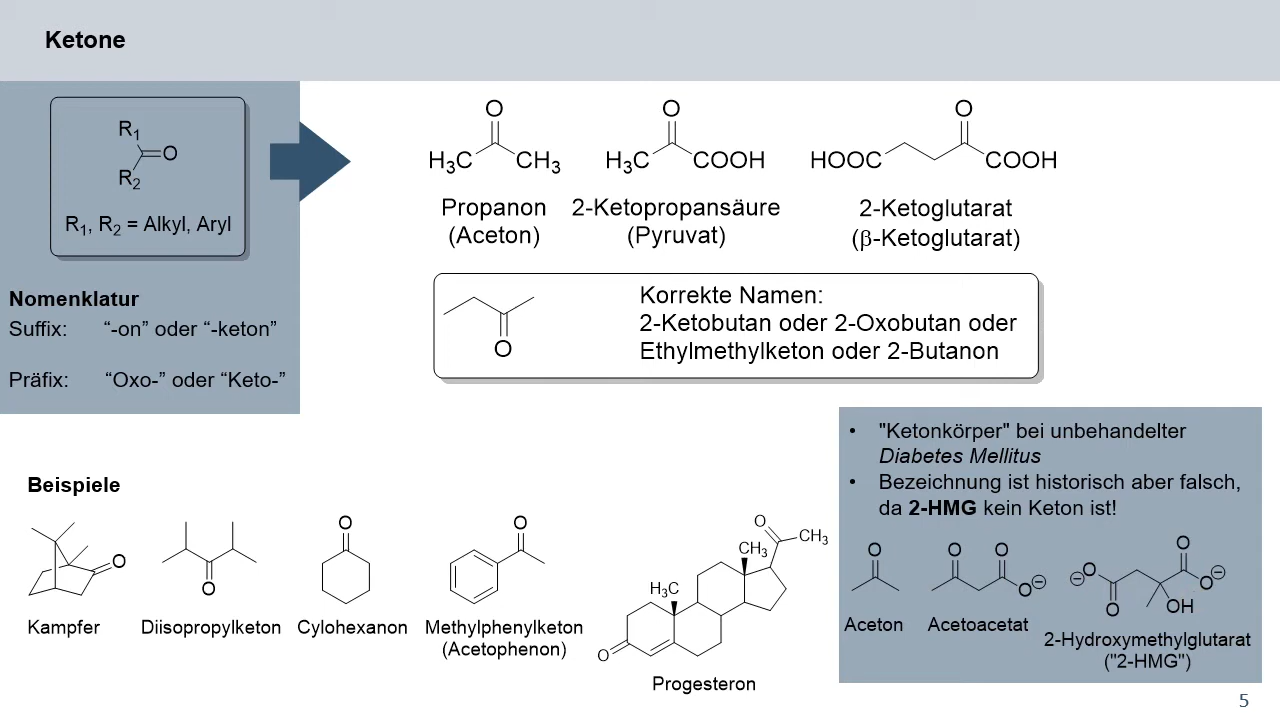 Ketone
R1
O
R2
R1, R2 = Alkyl, Aryl
Nomenklatur
Suffix: “-on” oder “-keton”
Präfix: “Oxo-” oder “Keto-”
O
H3C CH3
Propanon
(Aceton)
O
H3C COOH
2-Ketopropansäure
(Pyruvat)
O
HOOC COOH
2-Ketoglutarat
(β-Ketoglutarat)
O
Korrekte Namen:
2-Ketobutan oder 2-Oxobutan oder
Ethylmethylketon oder 2-Butanon
Beispiele
O
Kampfer
O
Diisopropylketon
O
Cylohexanon
O
Methylphenylketon
(Acetophenon)
O
CH3
CH3
H3C
O
Progesteron
• "Ketonkörper" bei unbehandelter
Diabetes Mellitus
• Bezeichnung ist historisch aber falsch,
da 2-HMG kein Keton ist!
O
Aceton
O O
O⊖
Acetoacetat
O
⊖O O⊖
O OH
2-Hydroxymethylglutarat
("2-HMG")
5